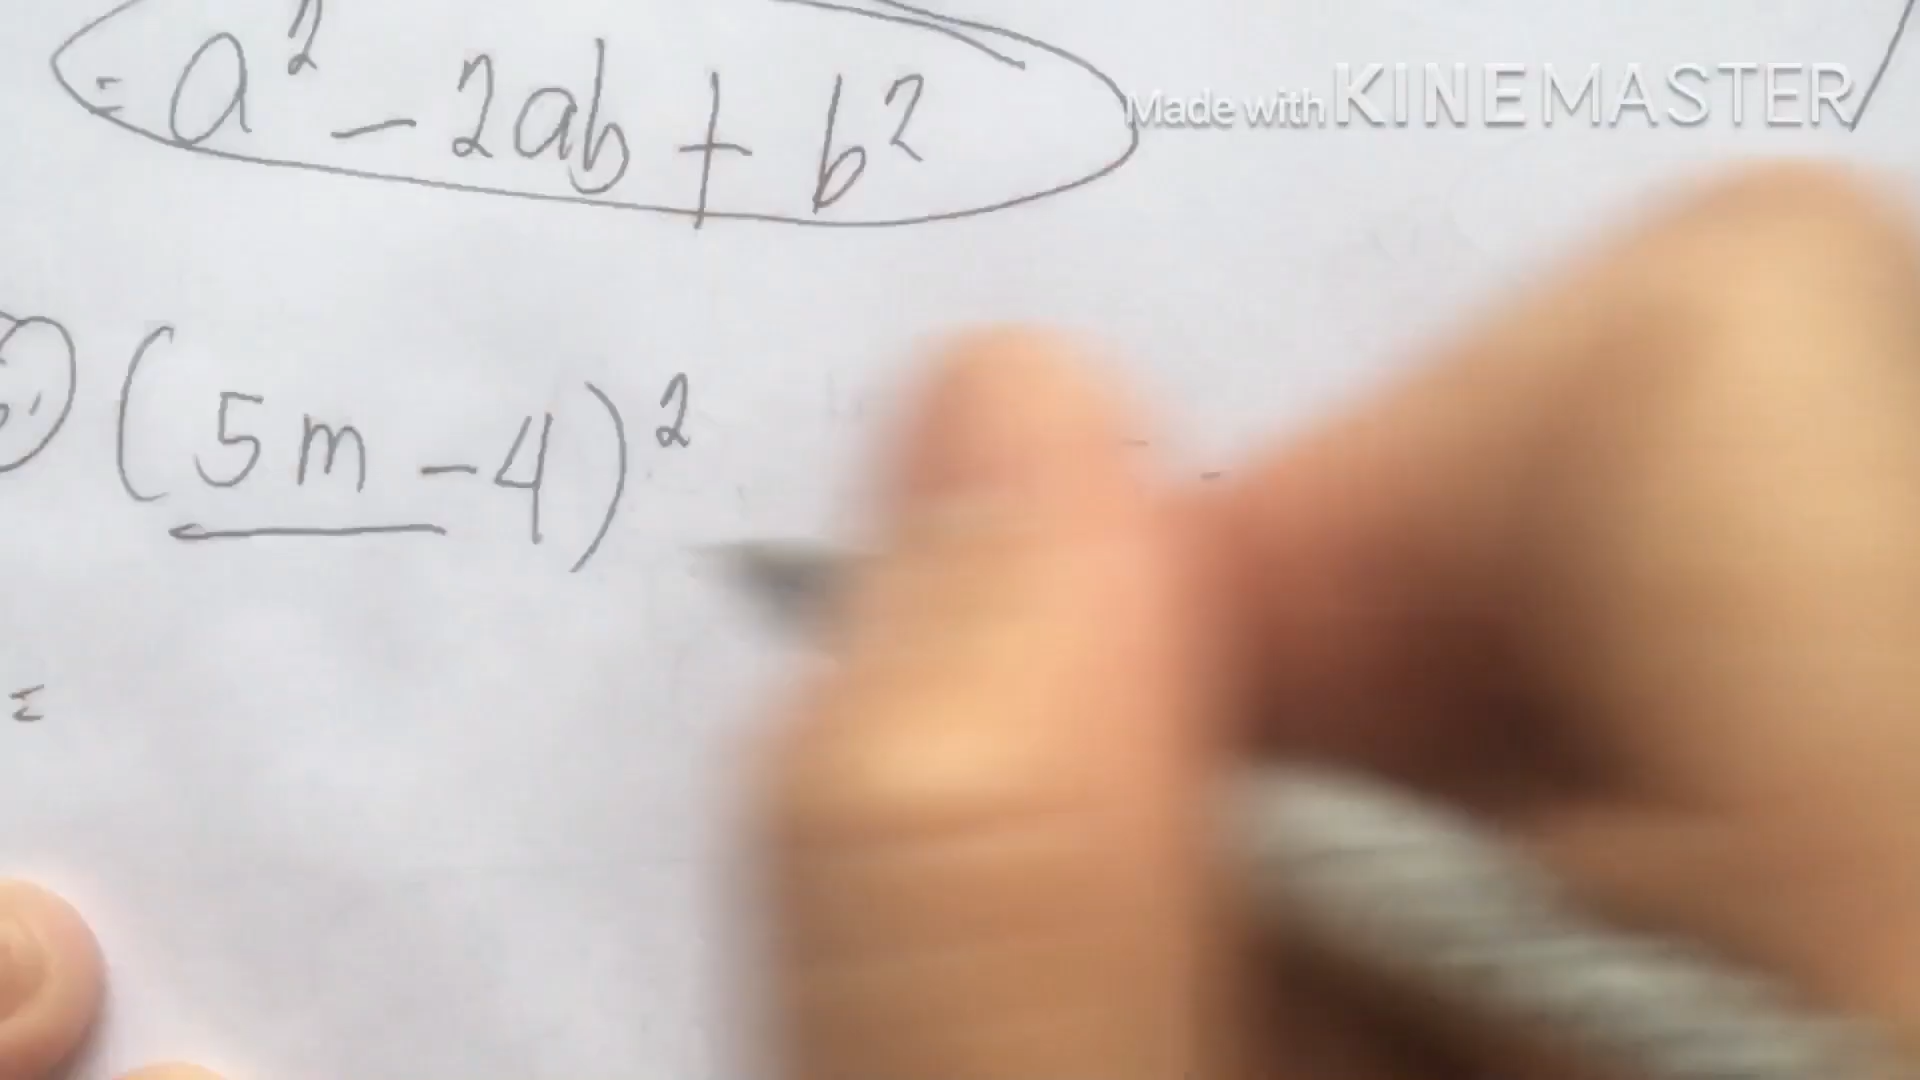 = a² - 2ab + b²
Made with KINEMASTER
(5m - 4)²
=